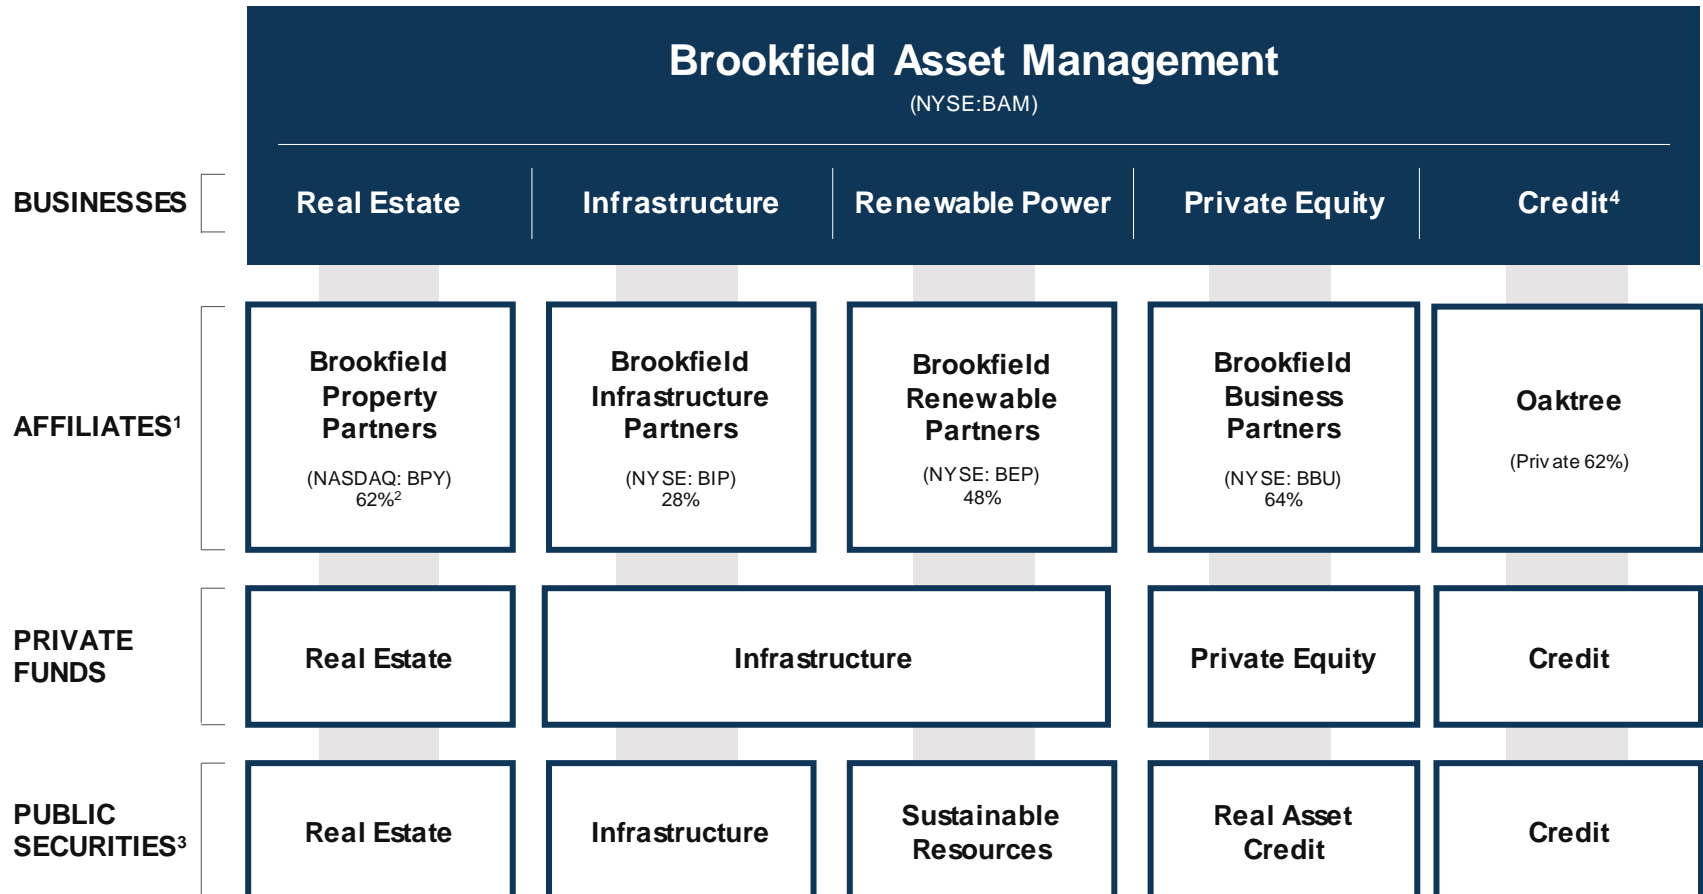 Brookfield Asset Management
(NYSE:BAM)
BUSINESSES
Real Estate
Infrastructure
Renewable Power
Private Equity
Credit⁴
AFFILIATES¹
Brookfield
Property
Partners
(NASDAQ: BPY)
62%²
Brookfield
Infrastructure
Partners
(NYSE: BIP)
28%
Brookfield
Renewable
Partners
(NYSE: BEP)
48%
Brookfield
Business
Partners
(NYSE: BBU)
64%
Oaktree
(Private 62%)
PRIVATE
FUNDS
Real Estate
Infrastructure
Private Equity
Credit
PUBLIC
SECURITIES³
Real Estate
Infrastructure
Sustainable
Resources
Real Asset
Credit
Credit